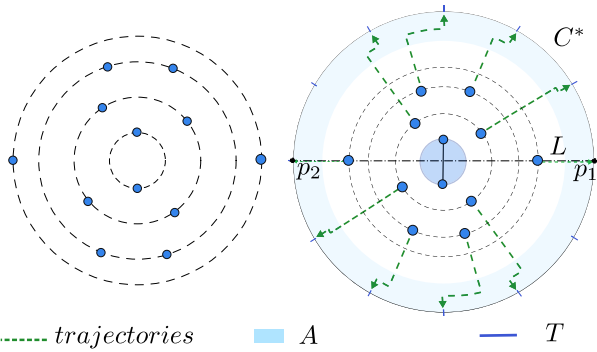 C*
L
p₂
p₁
trajectories A T